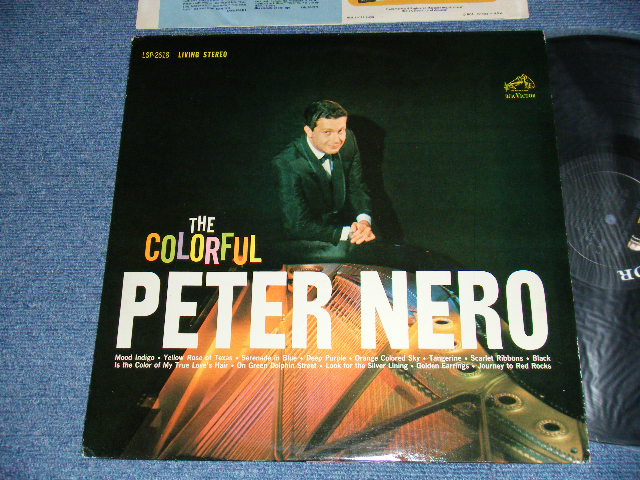 LSP-2618 LIVING STEREO
RCA VICTOR
THE
COLORFUL
PETER NERO
Mood Indigo • Yellow Rose of Texas • Serenade in Blue • Deep Purple • Orange Colored Sky • Tangerine • Scarlet Ribbons • Black
Is the Color of My True Love's Hair • On Green Dolphin Street • Look for the Silver Lining • Golden Earrings • Journey to Red Rocks